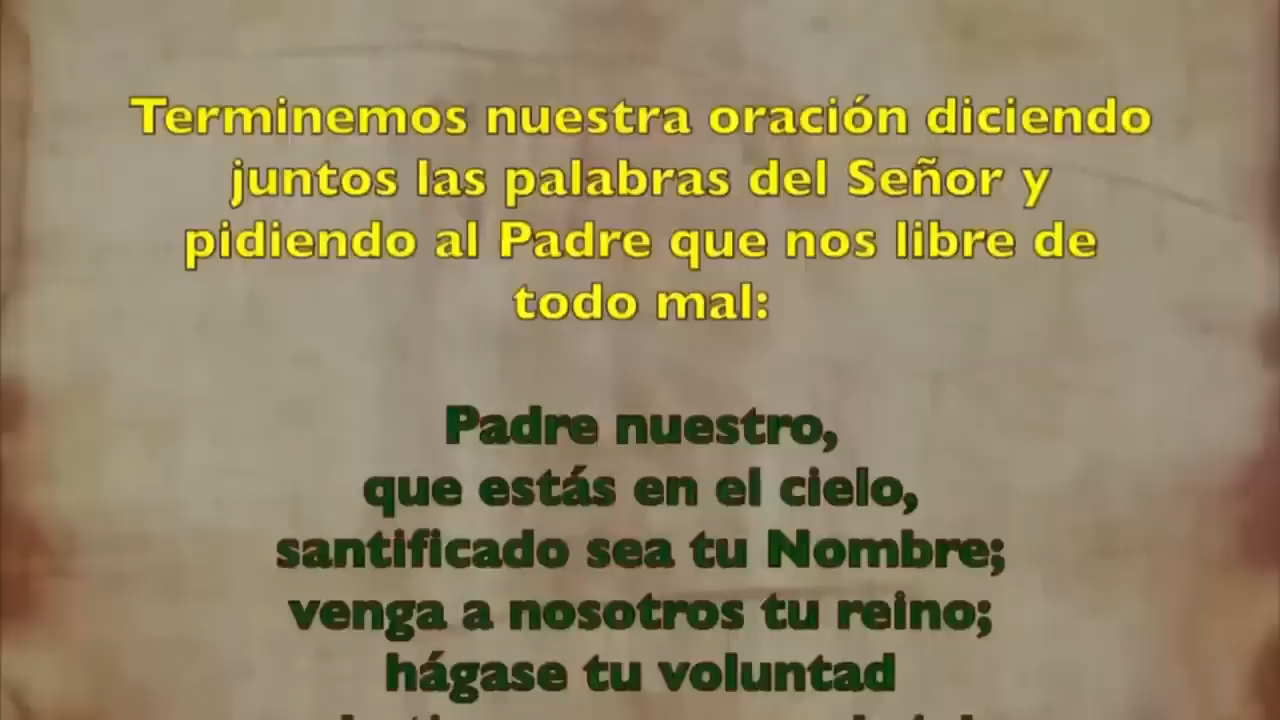 Terminemos nuestra oración diciendo
juntos las palabras del Señor y
pidiendo al Padre que nos libre de
todo mal:
Padre nuestro,
que estás en el cielo,
santificado sea tu Nombre;
venga a nosotros tu reino;
hágase tu voluntad